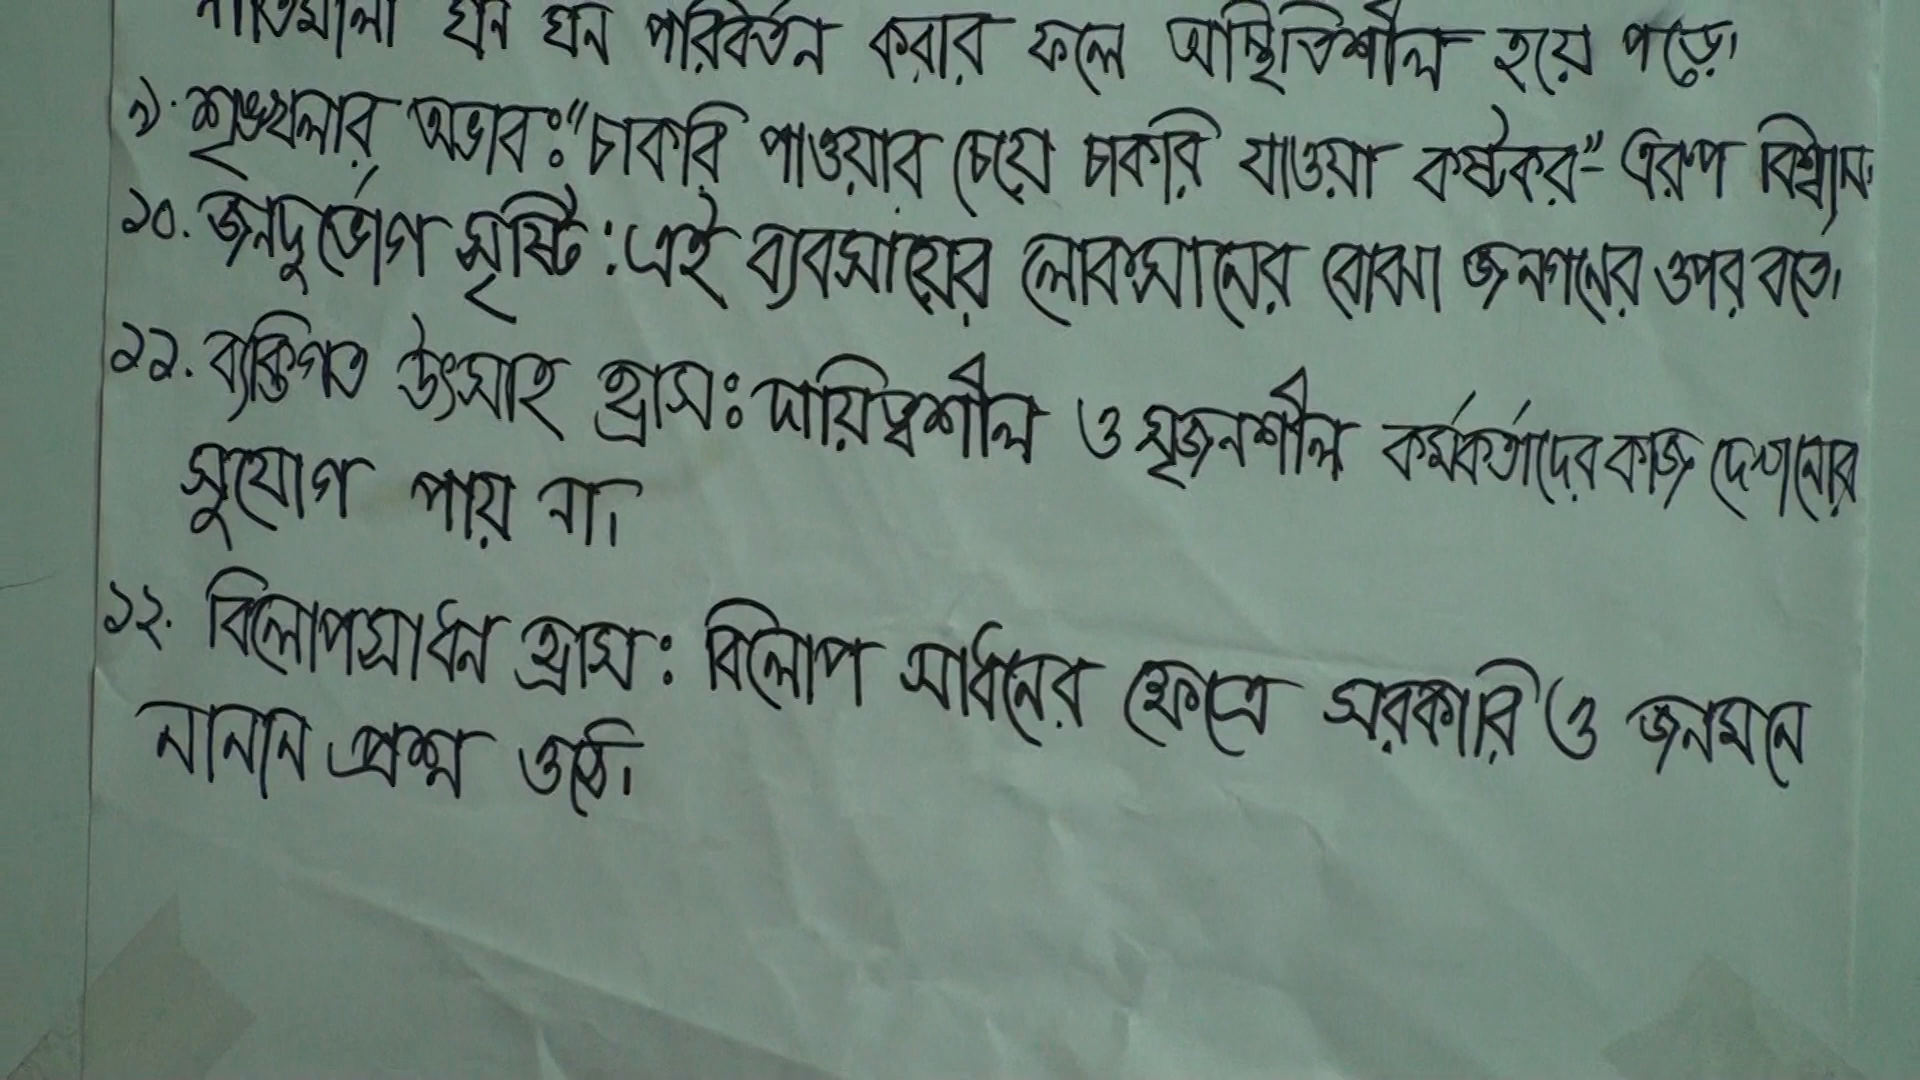 নীতিমালা ঘন ঘন পরিবর্তন করার ফলে অস্থিতিশীল হয়ে পড়ে।
৯. শৃঙ্খলার অভাবঃ "চাকরি পাওয়ার চেয়ে চাকরি যাওয়া কষ্টকর"- এরুপ বিশ্বাস।
১০. জনদুর্ভোগ সৃষ্টি : এই ব্যবসায়ের লোকসানের বোঝা জনগনের ওপর বর্তে।
১১. ব্যক্তিগত উৎসাহ হ্রাসঃ দায়িত্বশীল ও সৃজনশীল কর্মকর্তাদের কাজ দেখানোর
সুযোগ পায় না।
১২. বিলোপসাধন হ্রাস : বিলোপ সাধনের ক্ষেত্রে সরকারি ও জনমনে
নানান প্রশ্ন ওঠে।